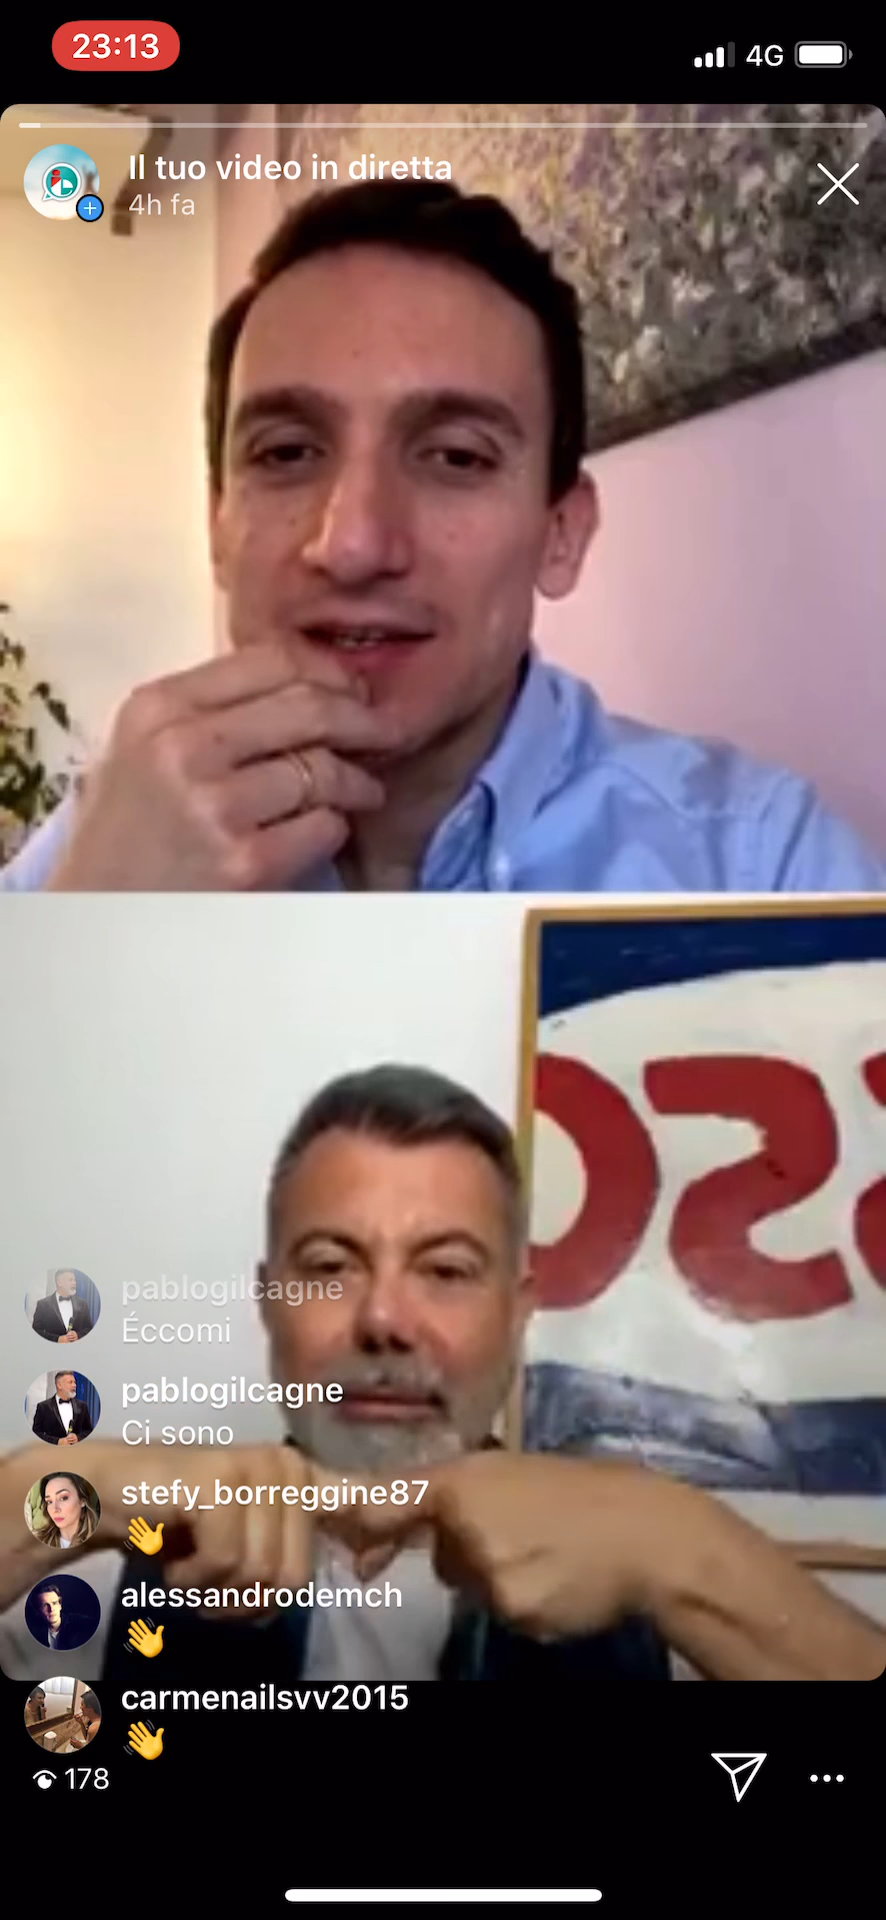 23:13
4G
Il tuo video in diretta
4h fa
pablogilcagne
Éccomi
pablogilcagne
Ci sono
stefy_borreggine87
👋
alessandrodemch
👋
carmenailsvv2015
👋
178